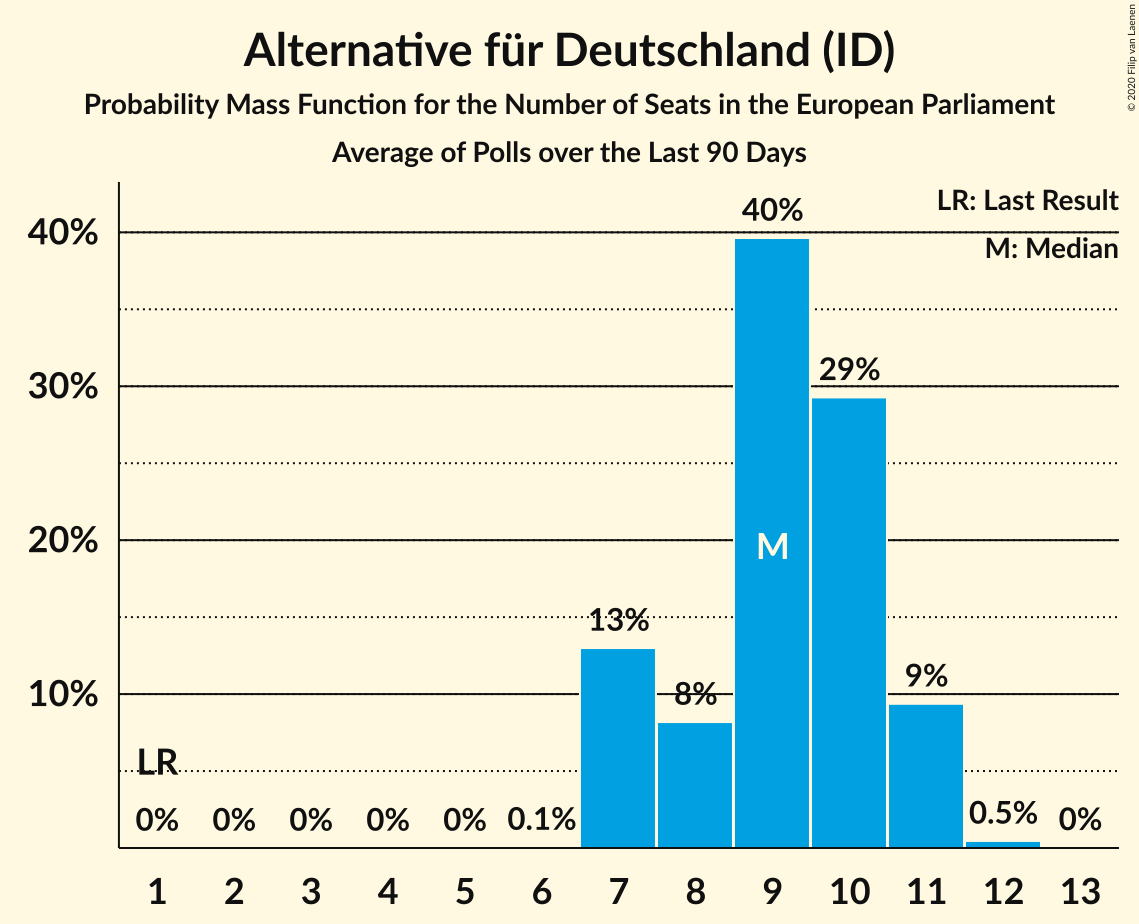 © 2020 Filip van Laenen
Alternative für Deutschland (ID)
Probability Mass Function for the Number of Seats in the European Parliament
Average of Polls over the Last 90 Days
LR: Last Result
M: Median
40%
30%
20%
10%
40%
29%
13%
8%
9%
M
LR
0% 0% 0% 0% 0% 0.1% 0.5% 0%
1 2 3 4 5 6 7 8 9 10 11 12 13